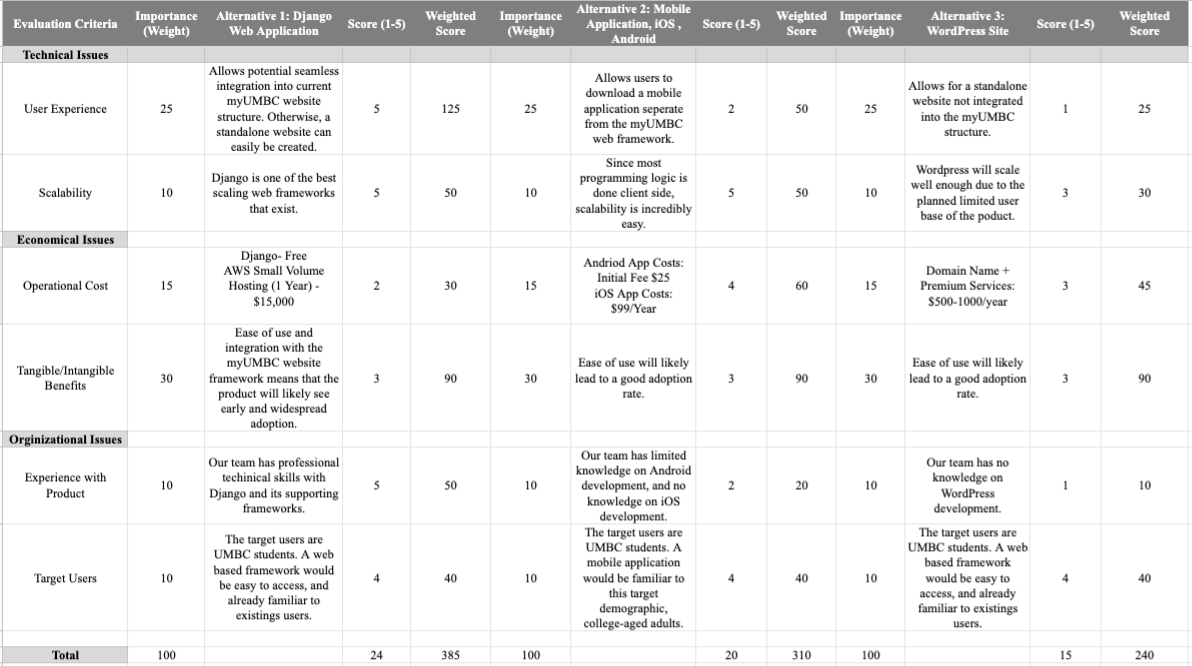 Evaluation Criteria
Importance
(Weight)
Alternative 1: Django
Web Application
Score (1-5)
Weighted
Score
Importance
(Weight)
Alternative 2: Mobile
Application, iOS ,
Android
Score (1-5)
Weighted
Score
Importance
(Weight)
Alternative 3:
WordPress Site
Score (1-5)
Weighted
Score
Technical Issues
User Experience
25
Allows potential seamless
integration into current
myUMBC website
structure. Otherwise, a
standalone website can
easily be created.
5
125
25
Allows users to
download a mobile
application seperate
from the myUMBC
web framework.
2
50
25
Allows for a standalone
website not integrated
into the myUMBC
structure.
1
25
Scalability
10
Django is one of the best
scaling web frameworks
that exist.
5
50
10
Since most
programming logic is
done client side,
scalability is incredibly
easy.
5
50
10
Wordpress will scale
well enough due to the
planned limited user
base of the poduct.
3
30
Economical Issues
Operational Cost
15
Django- Free
AWS Small Volume
Hosting (1 Year) -
$15,000
2
30
15
Andriod App Costs:
Initial Fee $25
iOS App Costs:
$99/Year
4
60
15
Domain Name +
Premium Services:
$500-1000/year
3
45
Tangible/Intangible
Benefits
30
Ease of use and
integration with the
myUMBC website
framework means that the
product will likely see
early and widespread
adoption.
3
90
30
Ease of use will likely
lead to a good adoption
rate.
3
90
30
Ease of use will likely
lead to a good adoption
rate.
3
90
Orginizational Issues
Experience with
Product
10
Our team has professional
techinical skills with
Django and its supporting
frameworks.
5
50
10
Our team has limited
knowledge on Android
development, and no
knowledge on iOS
development.
2
20
10
Our team has no
knowledge on
WordPress
development.
1
10
Target Users
10
The target users are
UMBC students. A web
based framework would
be easy to access, and
already familiar to
existings users.
4
40
10
The target users are
UMBC students. A
mobile application
would be familiar to
this target
demographic,
college-aged adults.
4
40
10
The target users are
UMBC students. A web
based framework
would be easy to
access, and already
familiar to existings
users.
4
40
Total
100
24
385
100
20
310
100
15
240